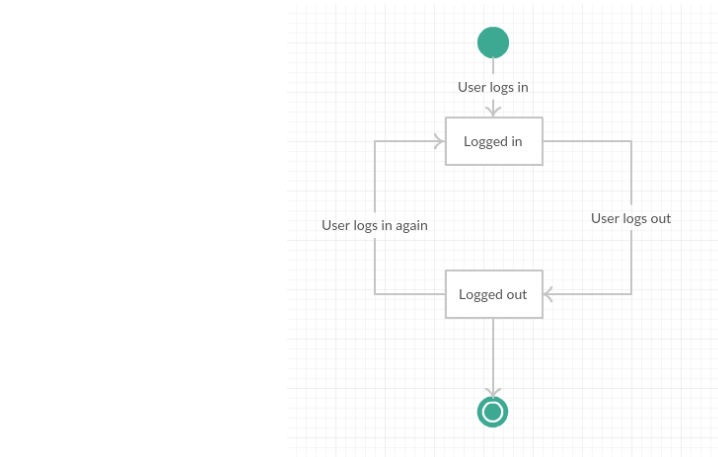 User logs in
Logged in
User logs out
User logs in again
Logged out